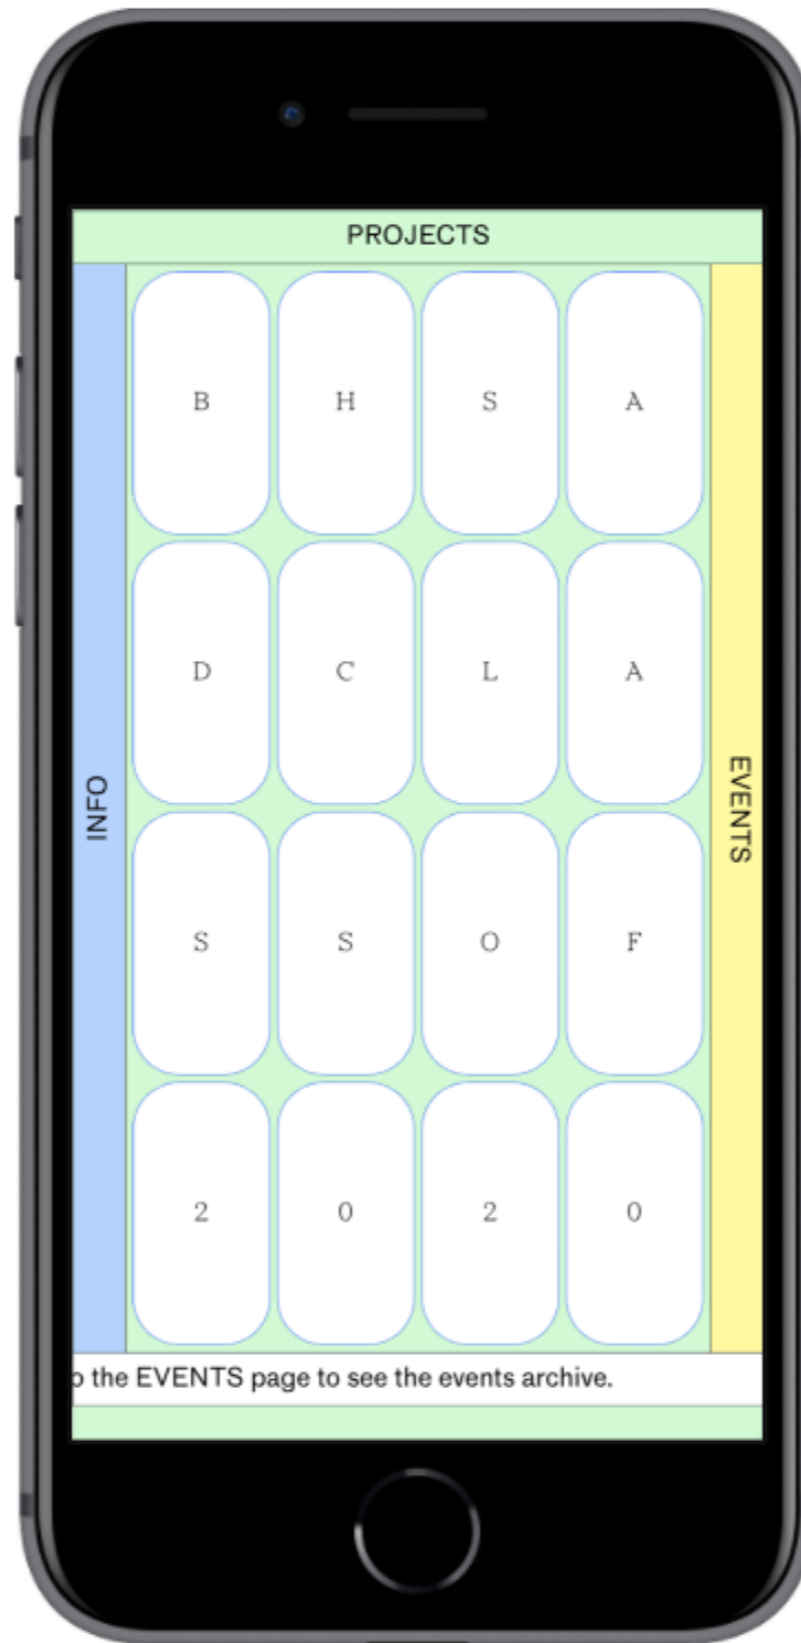 PROJECTS
B H S A
D C L A
INFO
EVENTS
S S O F
2 0 2 0
o the EVENTS page to see the events archive.